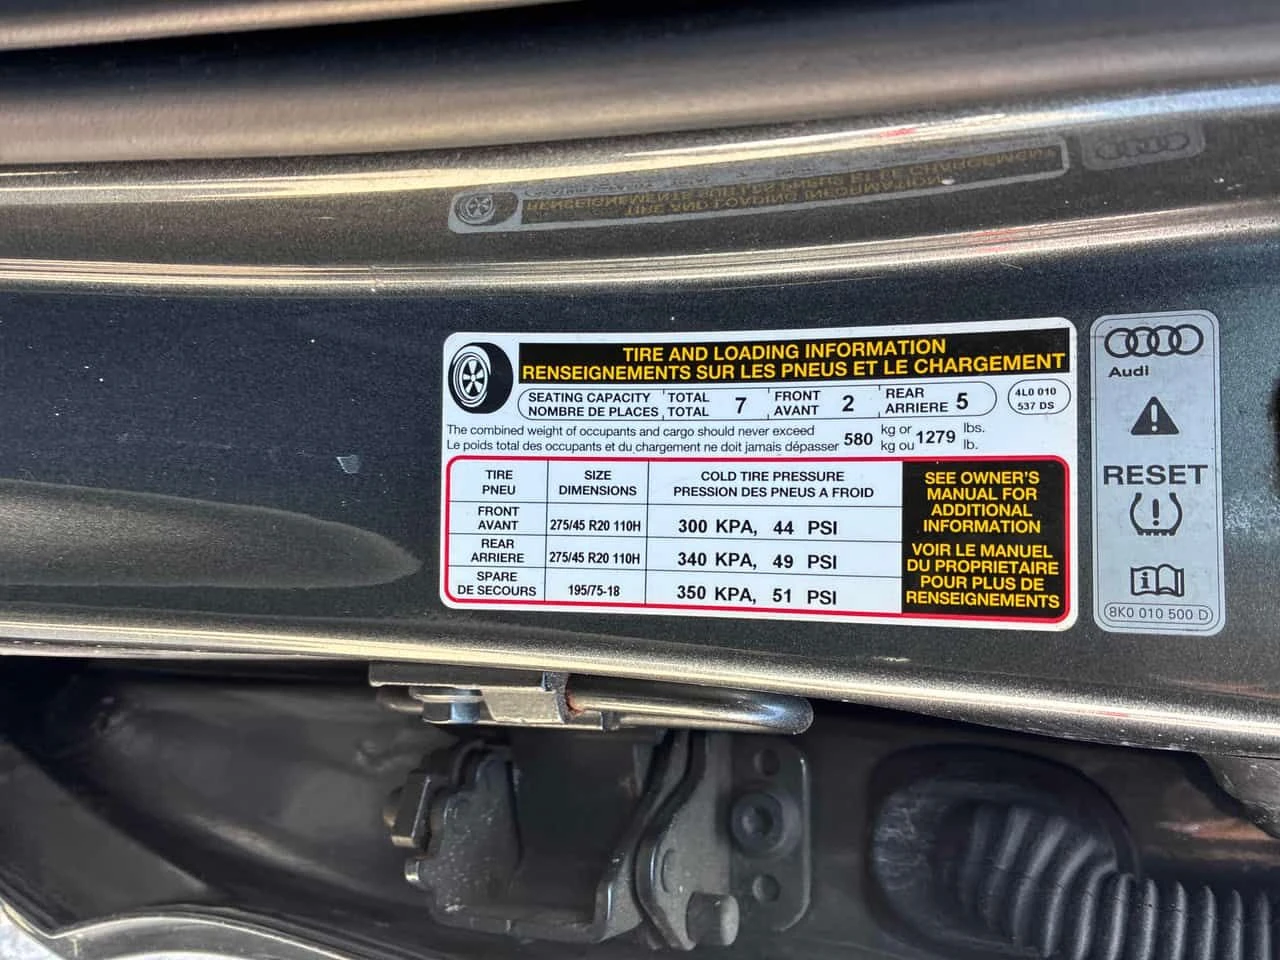 TIRE AND LOADING INFORMATION
RENSEIGNEMENTS SUR LES PNEUS ET LE CHARGEMENT
SEATING CAPACITY TOTAL 7 FRONT 2 REAR 5
NOMBRE DE PLACES TOTAL AVANT ARRIERE
4L0 010
537 DS
The combined weight of occupants and cargo should never exceed 580 kg or 1279 lbs.
Le poids total des occupants et du chargement ne doit jamais dépasser kg ou lb.
TIRE SIZE COLD TIRE PRESSURE
PNEU DIMENSIONS PRESSION DES PNEUS A FROID
FRONT
AVANT 275/45 R20 110H 300 KPA, 44 PSI
REAR
ARRIERE 275/45 R20 110H 340 KPA, 49 PSI
SPARE
DE SECOURS 195/75-18 350 KPA, 51 PSI
SEE OWNER'S
MANUAL FOR
ADDITIONAL
INFORMATION
VOIR LE MANUEL
DU PROPRIETAIRE
POUR PLUS DE
RENSEIGNEMENTS
Audi
RESET
8K0 010 500 D